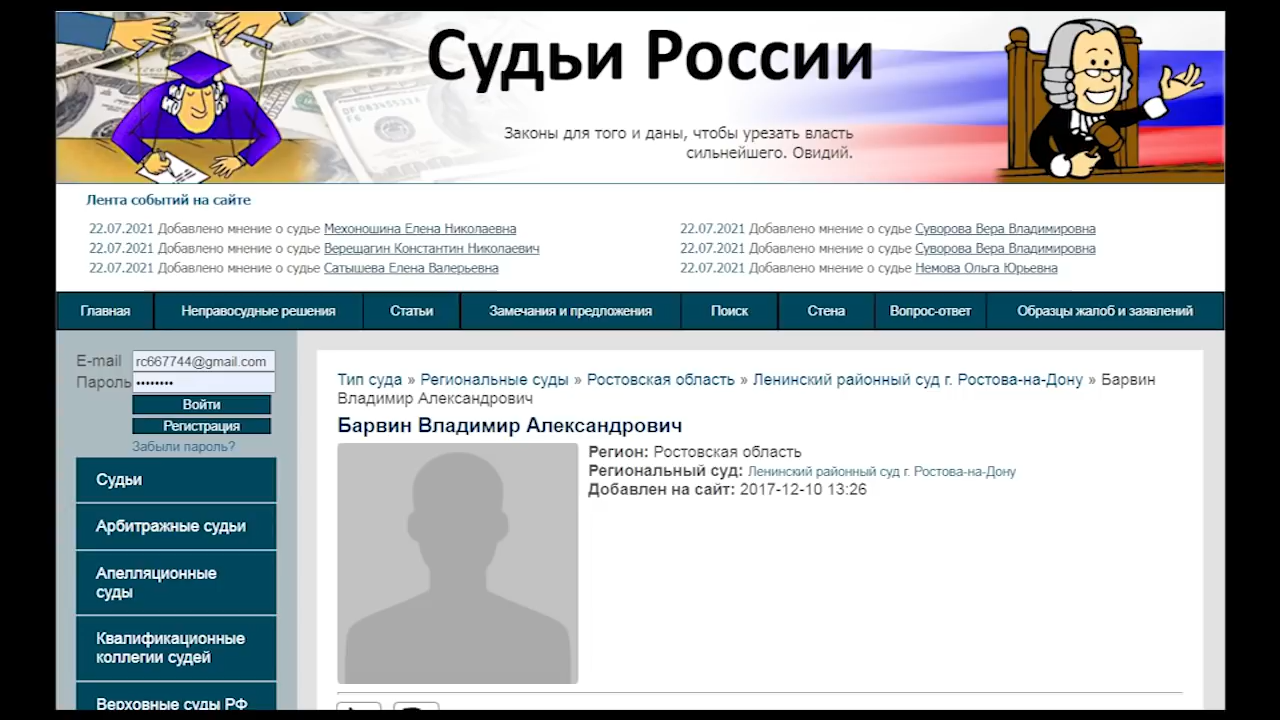 Судьи России
Законы для того и даны, чтобы урезать власть
сильнейшего. Овидий.
Лента событий на сайте
22.07.2021 Добавлено мнение о судье Мехоношина Елена Николаевна
22.07.2021 Добавлено мнение о судье Верещагин Константин Николаевич
22.07.2021 Добавлено мнение о судье Сатышева Елена Валерьевна
22.07.2021 Добавлено мнение о судье Суворова Вера Владимировна
22.07.2021 Добавлено мнение о судье Суворова Вера Владимировна
22.07.2021 Добавлено мнение о судье Немова Ольга Юрьевна
Главная Неправосудные решения Статьи Замечания и предложения Поиск Стена Вопрос-ответ Образцы жалоб и заявлений
E-mail rc667744@gmail.com
Пароль ••••••••
Войти
Регистрация
Забыли пароль?
Судьи
Арбитражные судьи
Апелляционные
суды
Квалификационные
коллегии судей
Верховные суды РФ
Тип суда » Региональные суды » Ростовская область » Ленинский районный суд г. Ростова-на-Дону » Барвин
Владимир Александрович
Барвин Владимир Александрович
Регион: Ростовская область
Региональный суд: Ленинский районный суд г. Ростова-на-Дону
Добавлен на сайт: 2017-12-10 13:26